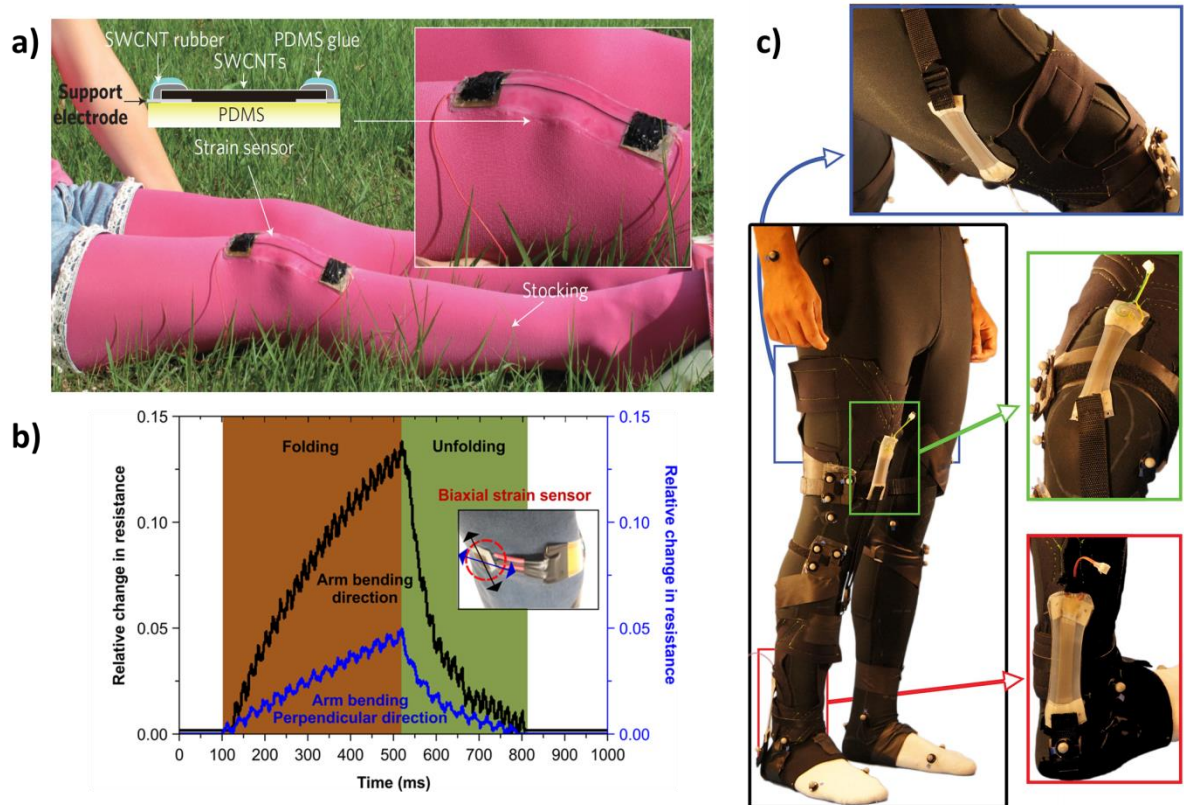 a)
SWCNT rubber
PDMS glue
SWCNTs
Support
electrode
PDMS
Strain sensor
Stocking
b)
0.15
0.10
0.05
0.00
Relative change in resistance
Folding
Unfolding
Biaxial strain sensor
Arm bending
direction
Arm bending
Perpendicular direction
0.15
0.10
0.05
0.00
Relative change in resistance
0
100
200
300
400
500
600
700
800
900
1000
Time (ms)
c)